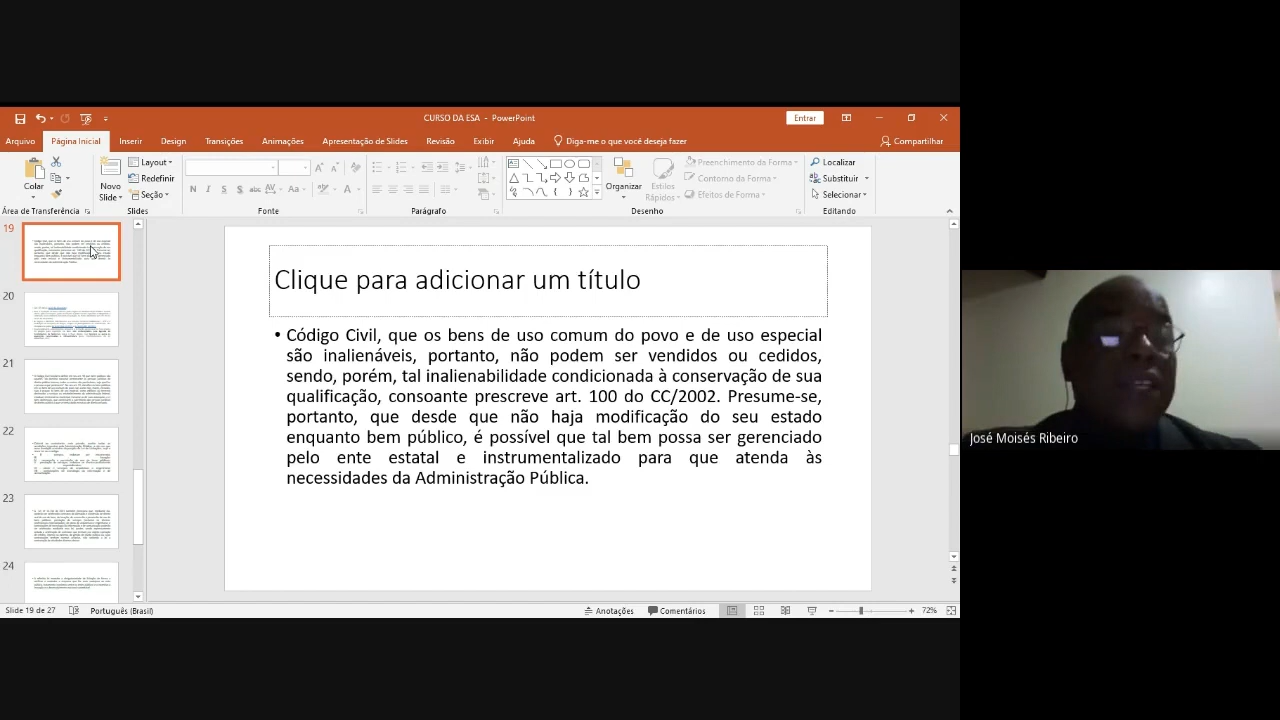 CURSO DA ESA - PowerPoint
Entrar
Arquivo Página Inicial Inserir Design Transições Animações Apresentação de Slides Revisão Exibir Ajuda Diga-me o que você deseja fazer Compartilhar
Colar
Novo Slide
Layout
Redefinir
Seção
N I S S abc AV Aa A
Organizar
Estilos Rápidos
Preenchimento da Forma
Contorno da Forma
Efeitos de Forma
Localizar
Substituir
Selecionar
Área de Transferência Slides Fonte Parágrafo Desenho Editando
19
20
21
22
23
24
Clique para adicionar um título
• Código Civil, que os bens de uso comum do povo e de uso especial
são inalienáveis, portanto, não podem ser vendidos ou cedidos,
sendo, porém, tal inalienabilidade condicionada à conservação da sua
qualificação, consoante prescreve art. 100 do CC/2002. Presume-se,
portanto, que desde que não haja modificação do seu estado
enquanto bem público, é possível que tal bem possa ser gerenciado
pelo ente estatal e instrumentalizado para que atenda às
necessidades da Administração Pública.
José Moisés Ribeiro
Slide 19 de 27 Português (Brasil) Anotações Comentários 72%